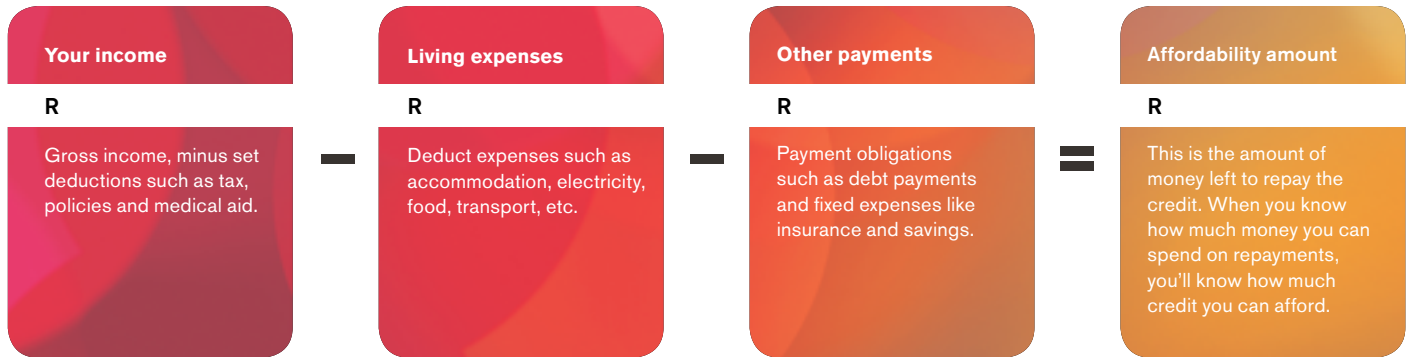 Your income
R
Gross income, minus set
deductions such as tax,
policies and medical aid.
Living expenses
R
Deduct expenses such as
accommodation, electricity,
food, transport, etc.
Other payments
R
Payment obligations
such as debt payments
and fixed expenses like
insurance and savings.
Affordability amount
R
This is the amount of
money left to repay the
credit. When you know
how much money you can
spend on repayments,
you’ll know how much
credit you can afford.